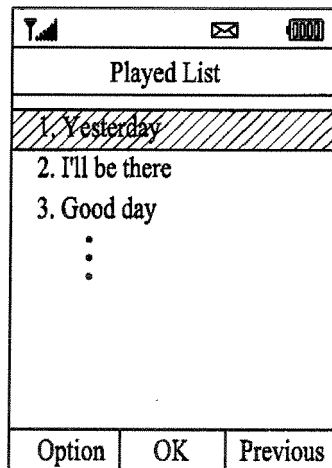 Played List
1. Yesterday
2. I'll be there
3. Good day
Option OK Previous